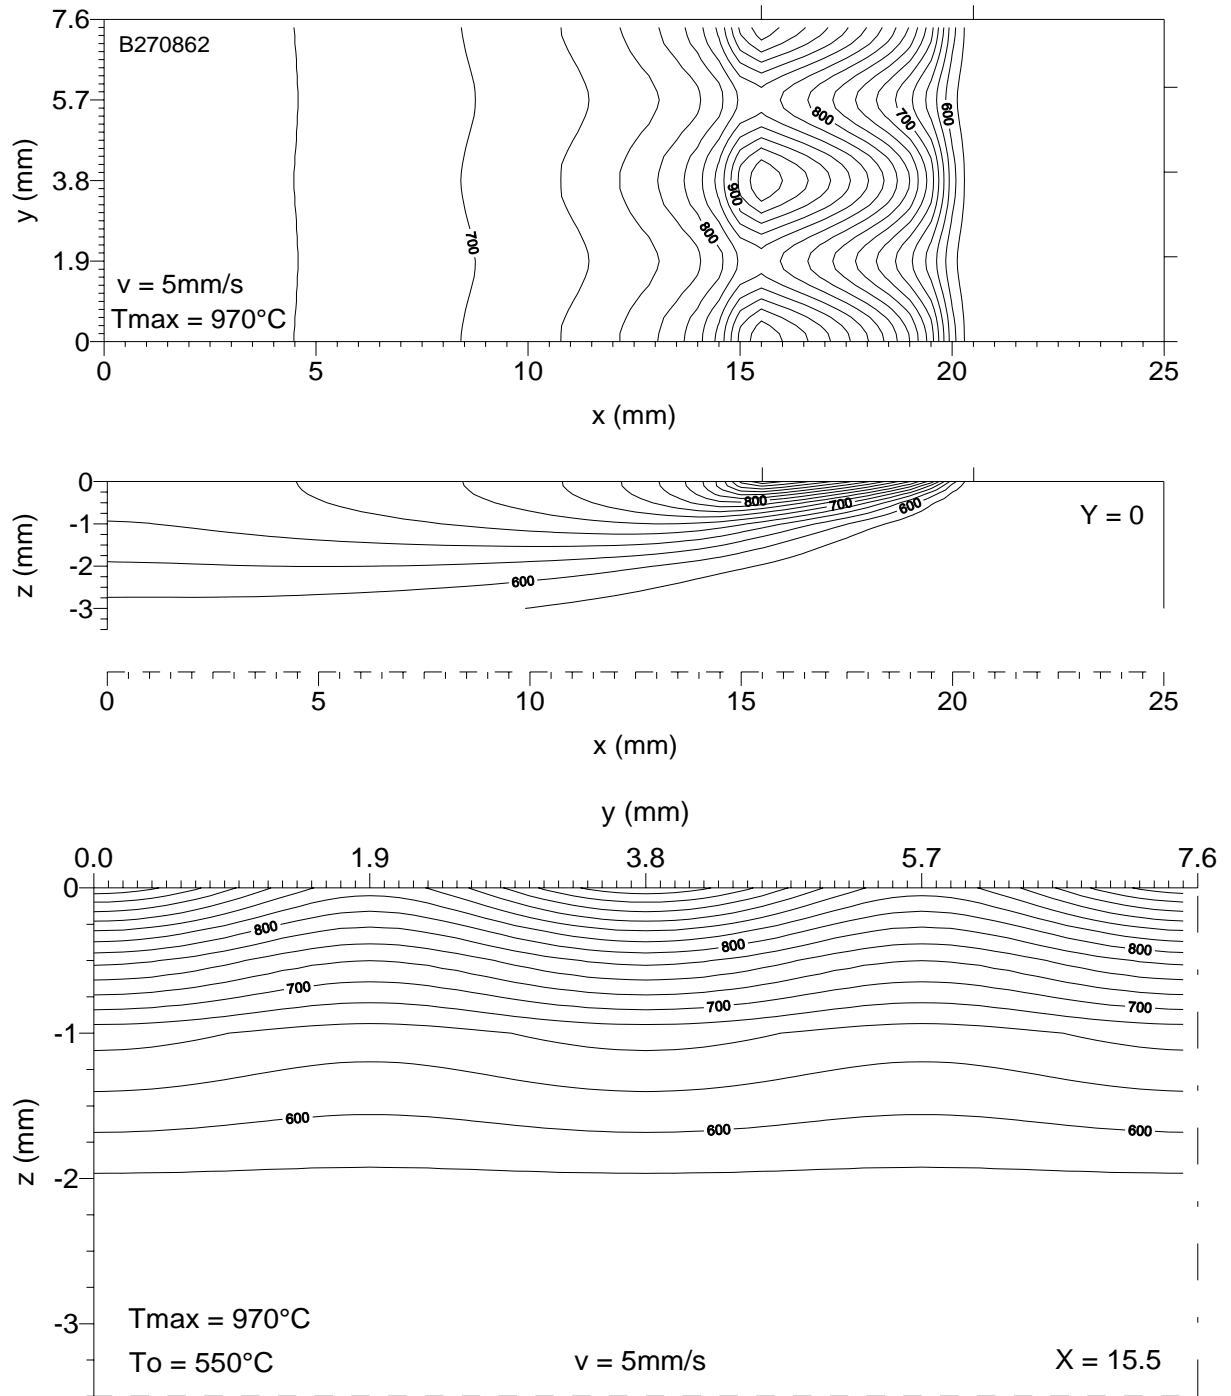 7.6
B270862
5.7
600
800
700
3.8
900
y (mm)
800
700
1.9
v = 5mm/s
Tmax = 970°C
0
0 5 10 15 20 25
x (mm)
0
800
700
600
Y = 0
-1
z (mm)
-2
600
-3
0 5 10 15 20 25
x (mm)
y (mm)
0.0 1.9 3.8 5.7 7.6
0
800 800 800
700 700 700
-1
z (mm)
600 600 600
-2
-3
Tmax = 970°C
To = 550°C v = 5mm/s X = 15.5